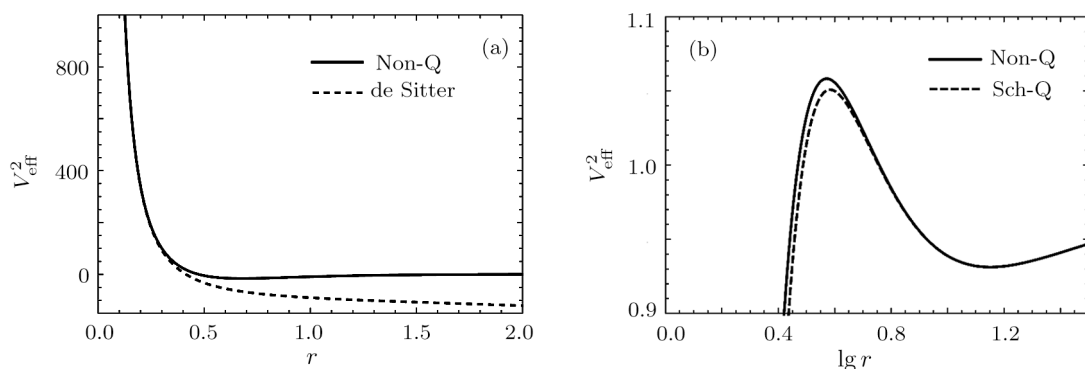 (a)
Non-Q
de Sitter
V²eff
800
400
0
0.0 0.5 1.0 1.5 2.0
r
(b)
Non-Q
Sch-Q
V²eff
1.1
1.0
0.9
0.0 0.4 0.8 1.2
lg r